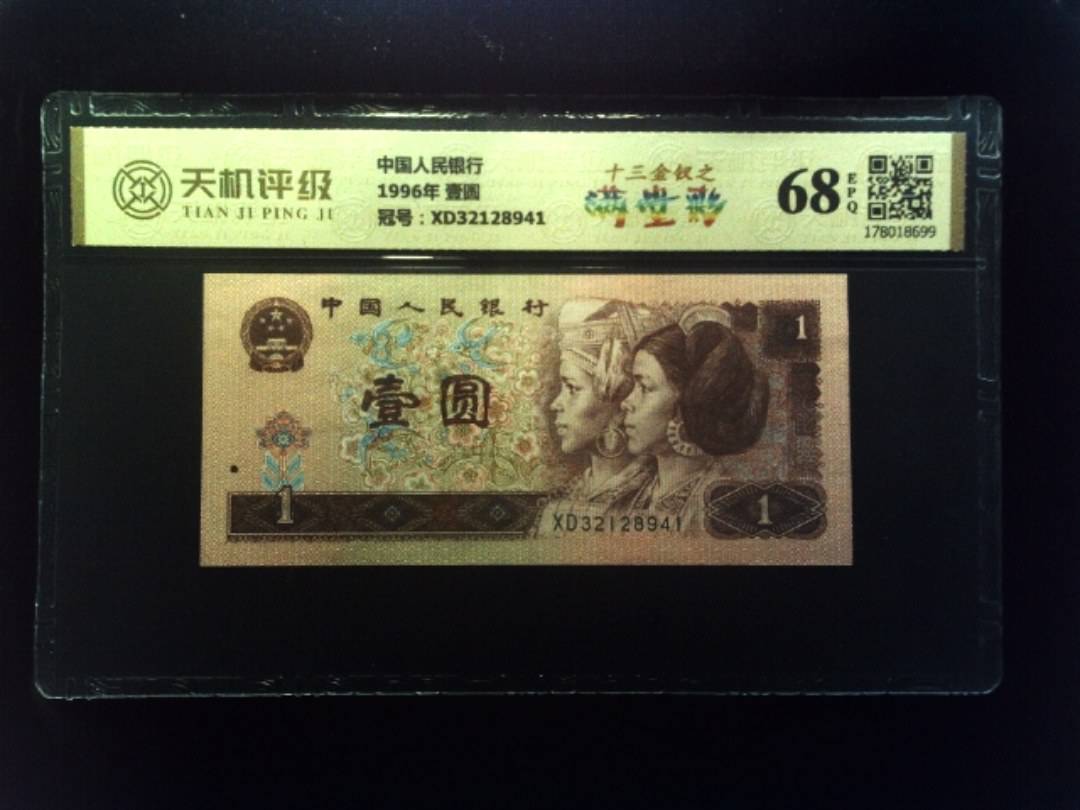 天机评级
TIAN JI PING JI
中国人民银行
1996年 壹圆
冠号：XD32128941
十三金钗之
满堂彩
68
EPQ
178018699
中国人民银行
壹圆
1
1
1
XD32128941